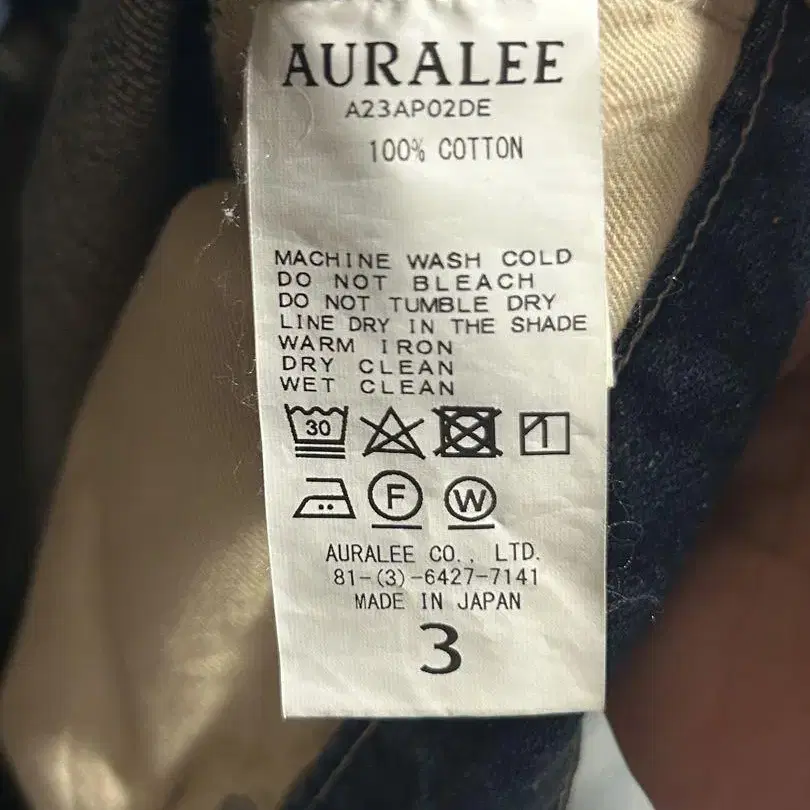 AURALEE
A23AP02DE
100% COTTON
MACHINE WASH COLD
DO NOT BLEACH
DO NOT TUMBLE DRY
LINE DRY IN THE SHADE
WARM IRON
DRY CLEAN
WET CLEAN
30
F W
AURALEE CO., LTD.
81-(3)-6427-7141
MADE IN JAPAN
3